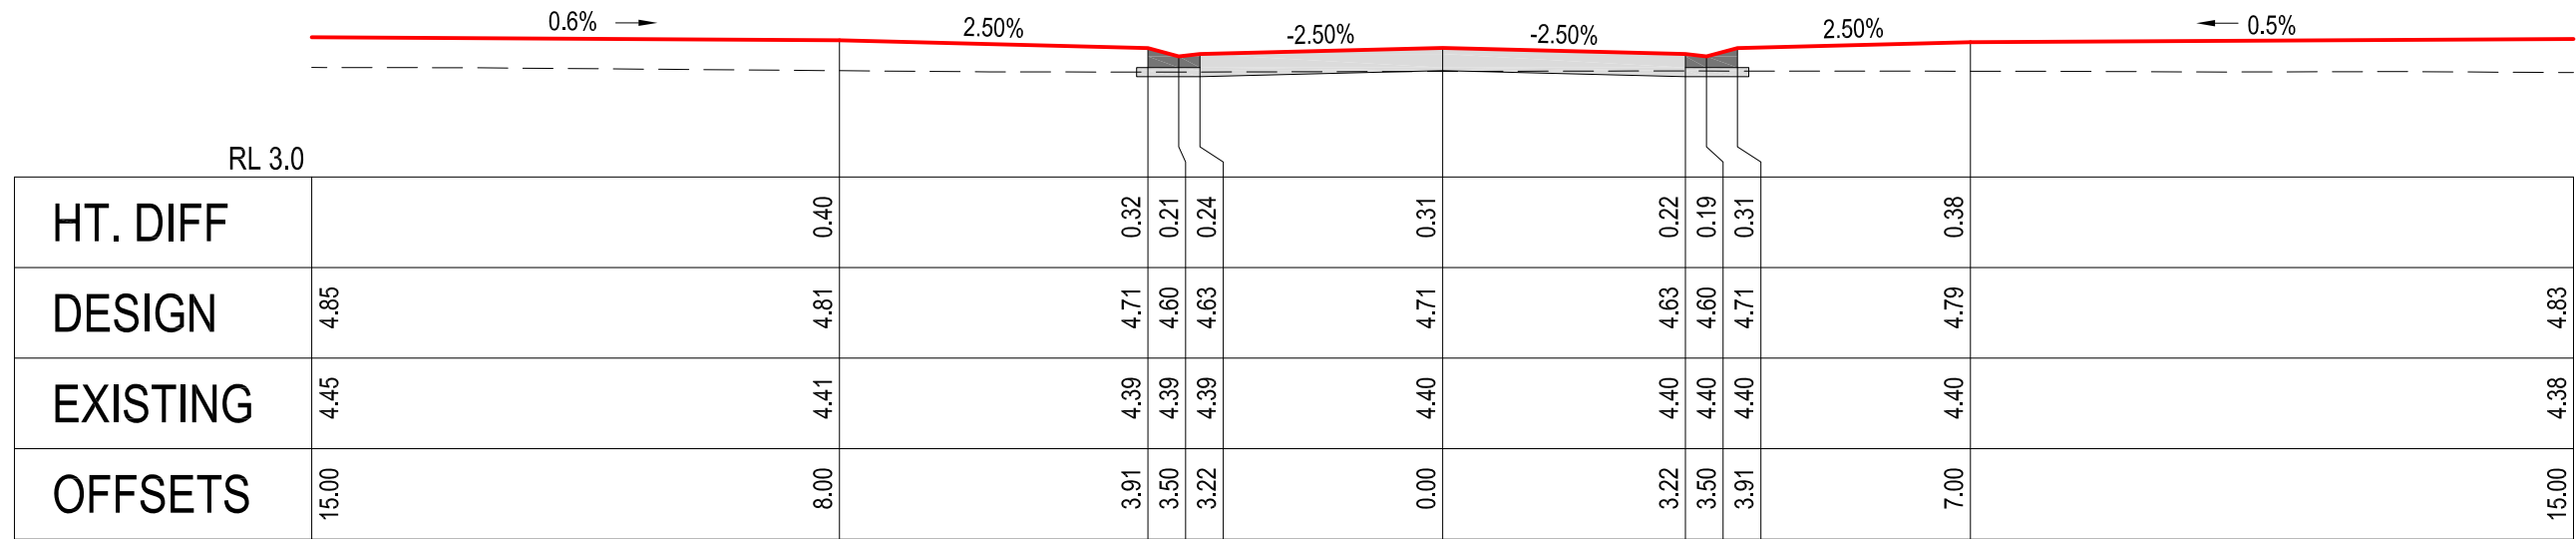 0.6% 2.50% -2.50% -2.50% 2.50% 0.5%
RL 3.0
HT. DIFF 0.40 0.32 0.21 0.24 0.31 0.22 0.19 0.31 0.38
DESIGN 4.85 4.81 4.71 4.60 4.63 4.71 4.63 4.60 4.71 4.79 4.83
EXISTING 4.45 4.41 4.39 4.39 4.39 4.40 4.40 4.40 4.40 4.40 4.38
OFFSETS 15.00 8.00 3.91 3.50 3.22 0.00 3.22 3.50 3.91 7.00 15.00